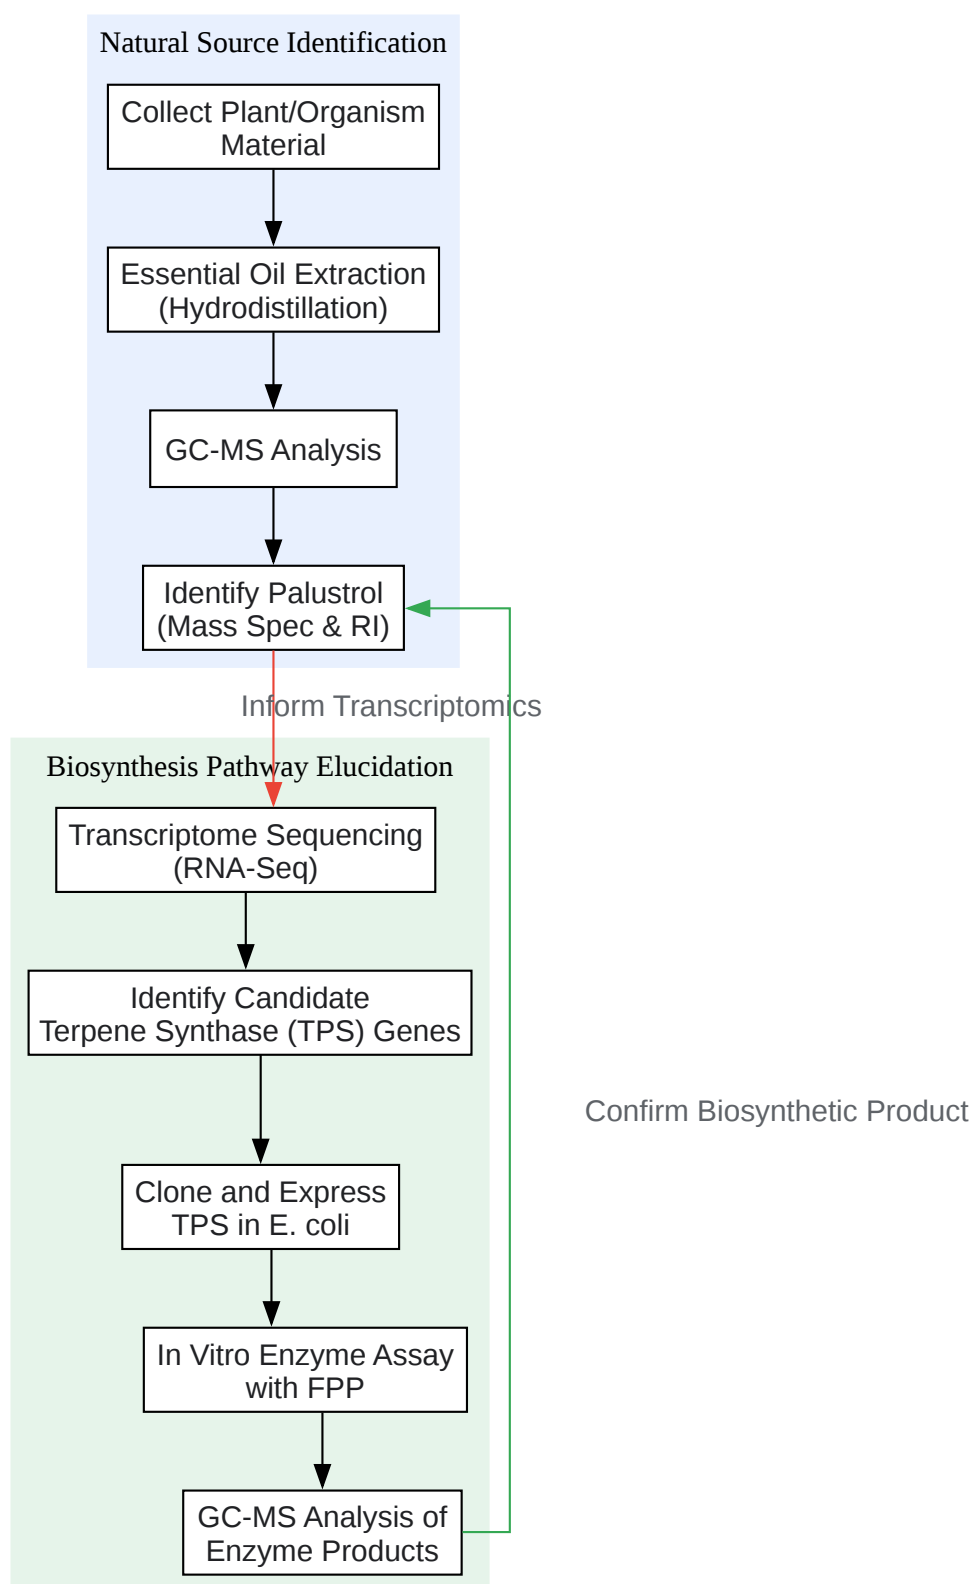 Natural Source Identification
Collect Plant/Organism
Material
Essential Oil Extraction
(Hydrodistillation)
GC-MS Analysis
Identify Palustrol
(Mass Spec & RI)
Inform Transcriptomics
Biosynthesis Pathway Elucidation
Transcriptome Sequencing
(RNA-Seq)
Identify Candidate
Terpene Synthase (TPS) Genes
Confirm Biosynthetic Product
Clone and Express
TPS in E. coli
In Vitro Enzyme Assay
with FPP
GC-MS Analysis of
Enzyme Products